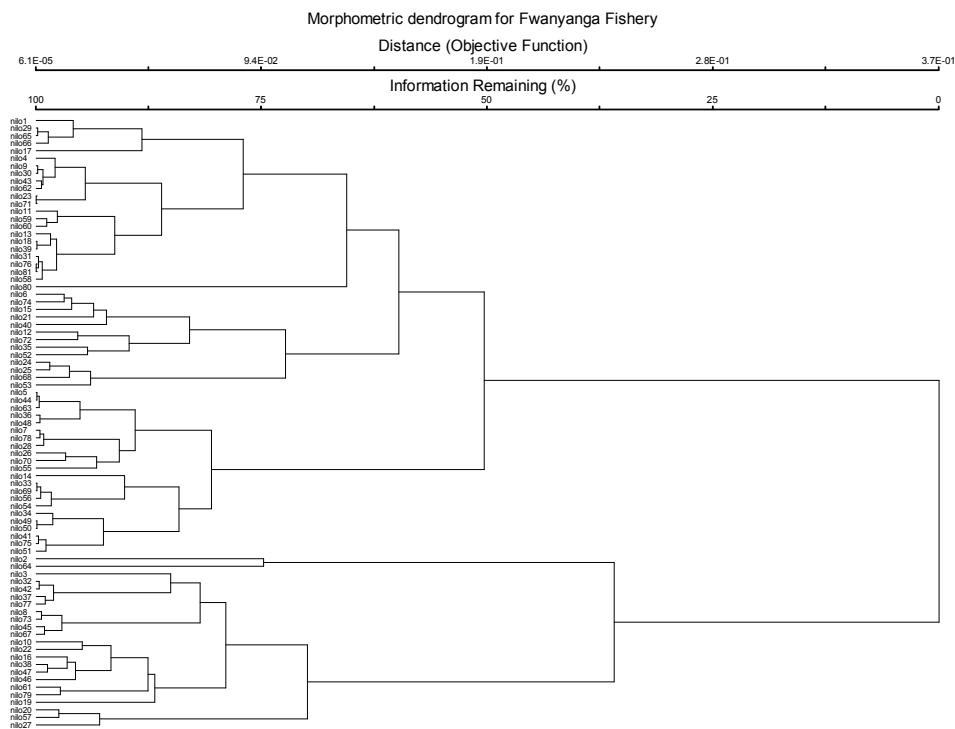 Morphometric dendrogram for Fwanyanga Fishery
Distance (Objective Function)
6.1E-05 9.4E-02 1.9E-01 2.8E-01 3.7E-01
Information Remaining (%)
100 75 50 25 0
nilo1
nilo29
nilo65
nilo66
nilo17
nilo4
nilo9
nilo30
nilo43
nilo62
nilo23
nilo71
nilo11
nilo59
nilo60
nilo13
nilo18
nilo39
nilo31
nilo76
nilo81
nilo58
nilo80
nilo6
nilo74
nilo15
nilo21
nilo40
nilo12
nilo72
nilo35
nilo52
nilo24
nilo25
nilo68
nilo53
nilo5
nilo44
nilo63
nilo36
nilo48
nilo7
nilo78
nilo28
nilo26
nilo70
nilo55
nilo14
nilo33
nilo69
nilo56
nilo54
nilo34
nilo49
nilo50
nilo41
nilo75
nilo51
nilo2
nilo64
nilo3
nilo32
nilo42
nilo37
nilo77
nilo8
nilo73
nilo45
nilo67
nilo10
nilo22
nilo16
nilo38
nilo47
nilo46
nilo61
nilo79
nilo19
nilo20
nilo57
nilo27